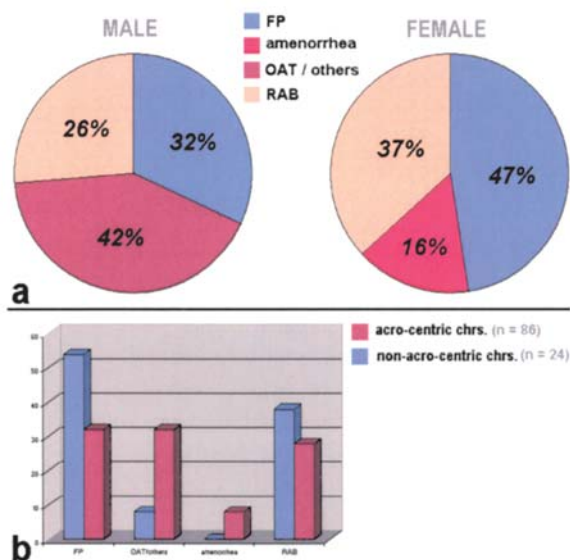 MALE
FP
amenorrhea
OAT / others
RAB
FEMALE
26%
32%
42%
37%
47%
16%
a
acro-centric chrs. (n = 86)
non-acro-centric chrs. (n = 24)
60
50
40
30
20
10
0
FP
OAT/others
amenorrhea
RAB
b